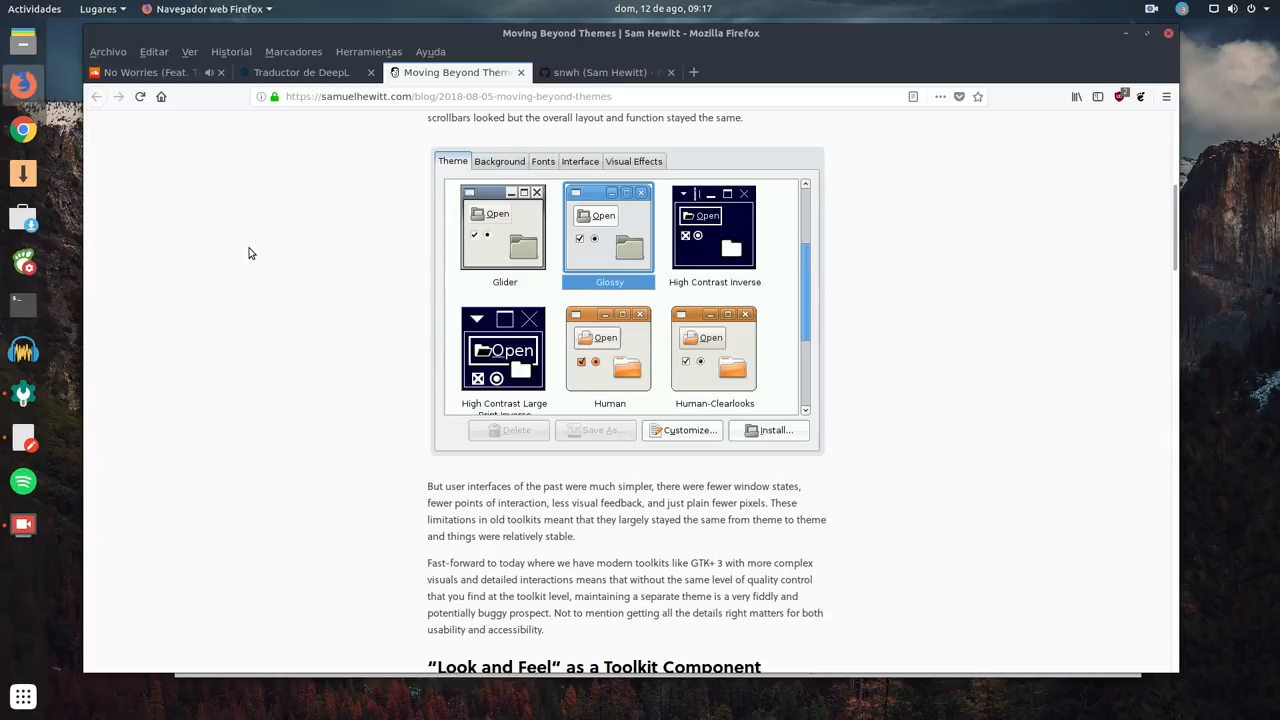 Actividades
Lugares
Navegador web Firefox
dom, 12 de ago, 09:17
3
Moving Beyond Themes | Sam Hewitt - Mozilla Firefox
Archivo Editar Ver Historial Marcadores Herramientas Ayuda
No Worries (Feat. T
Traductor de DeepL
Moving Beyond Them
snwh (Sam Hewitt) · G
https://samuelhewitt.com/blog/2018-08-05-moving-beyond-themes
2
scrollbars looked but the overall layout and function stayed the same.
Theme Background Fonts Interface Visual Effects
Open Open Open
Glider Glossy High Contrast Inverse
Open Open Open
High Contrast Large Human Human-Clearlooks
Print Inverse
Delete Save As... Customize... Install...
But user interfaces of the past were much simpler, there were fewer window states,
fewer points of interaction, less visual feedback, and just plain fewer pixels. These
limitations in old toolkits meant that they largely stayed the same from theme to theme
and things were relatively stable.
Fast-forward to today where we have modern toolkits like GTK+ 3 with more complex
visuals and detailed interactions means that without the same level of quality control
that you find at the toolkit level, maintaining a separate theme is a very fiddly and
potentially buggy prospect. Not to mention getting all the details right matters for both
usability and accessibility.
“Look and Feel” as a Toolkit Component